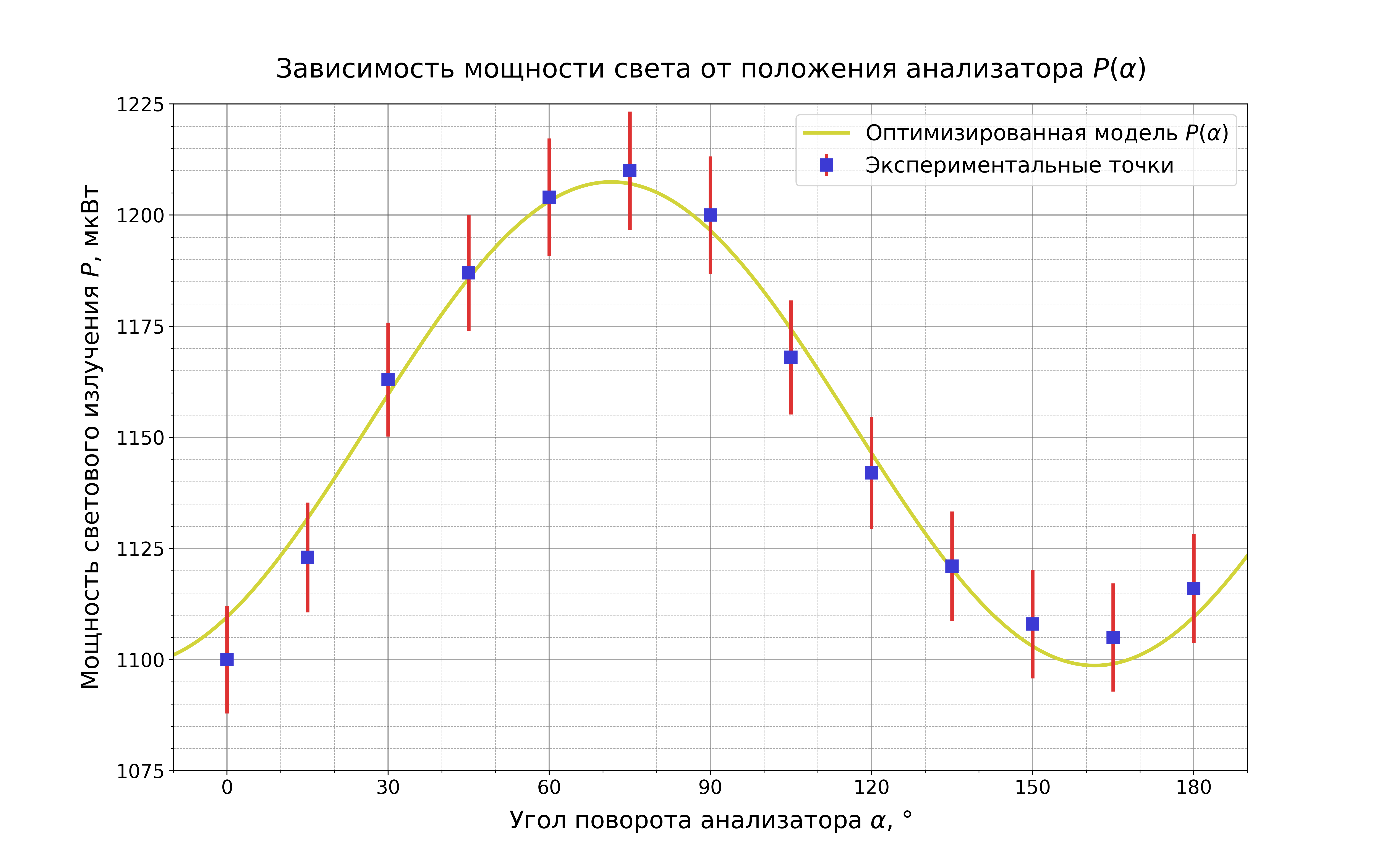 Зависимость мощности света от положения анализатора P(α)
Оптимизированная модель P(α)
Экспериментальные точки
Мощность светового излучения P, мкВт
1225
1200
1175
1150
1125
1100
1075
0 30 60 90 120 150 180
Угол поворота анализатора α, °